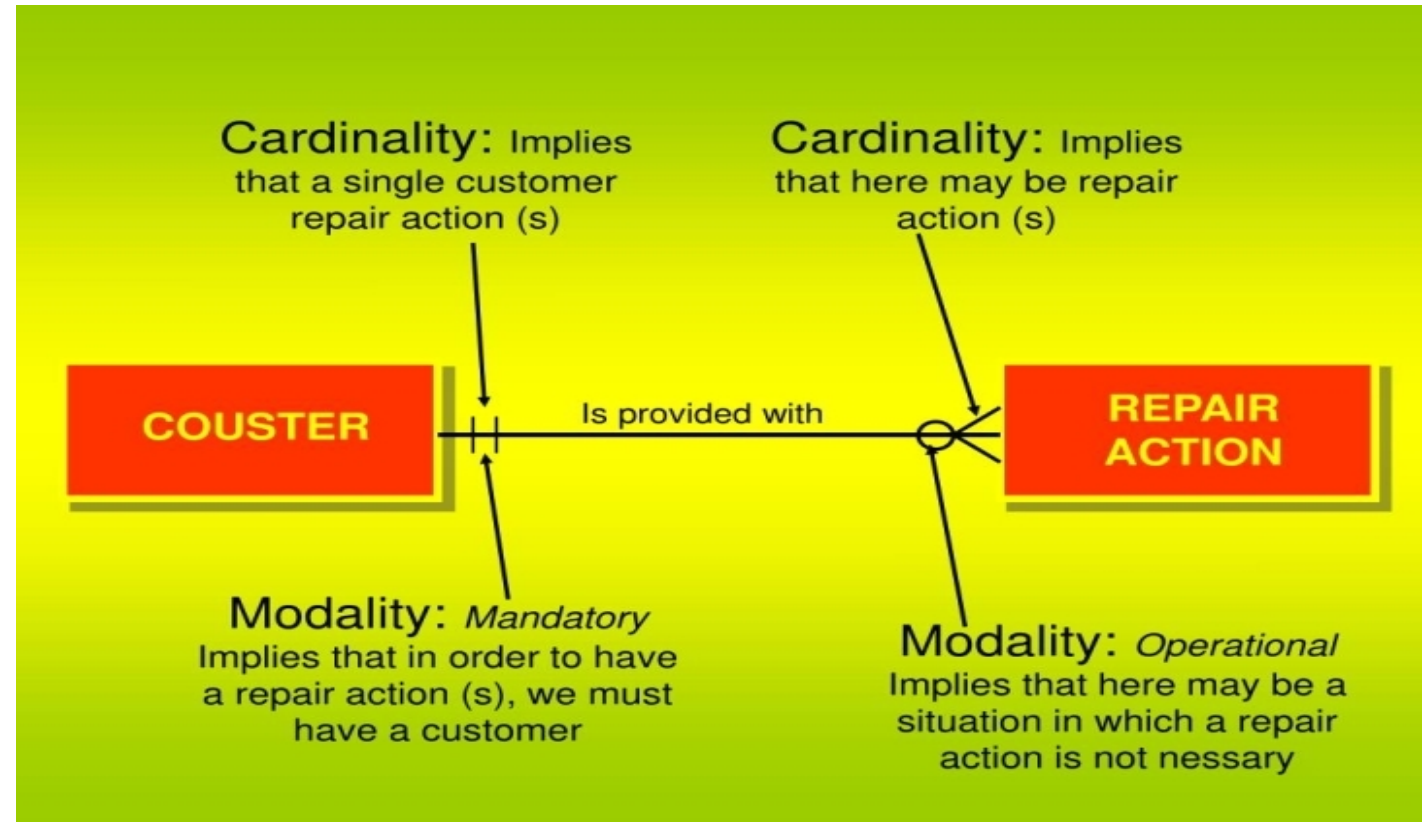 Cardinality: Implies
that a single customer
repair action (s)
Cardinality: Implies
that here may be repair
action (s)
COUSTER
Is provided with
REPAIR
ACTION
Modality: Mandatory
Implies that in order to have
a repair action (s), we must
have a customer
Modality: Operational
Implies that here may be a
situation in which a repair
action is not nessary